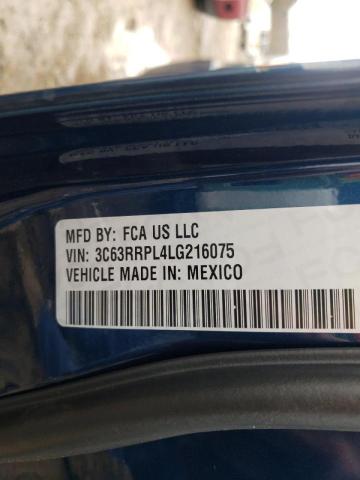 MFD BY: FCA US LLC
VIN: 3C63RRPL4LG216075
VEHICLE MADE IN: MEXICO